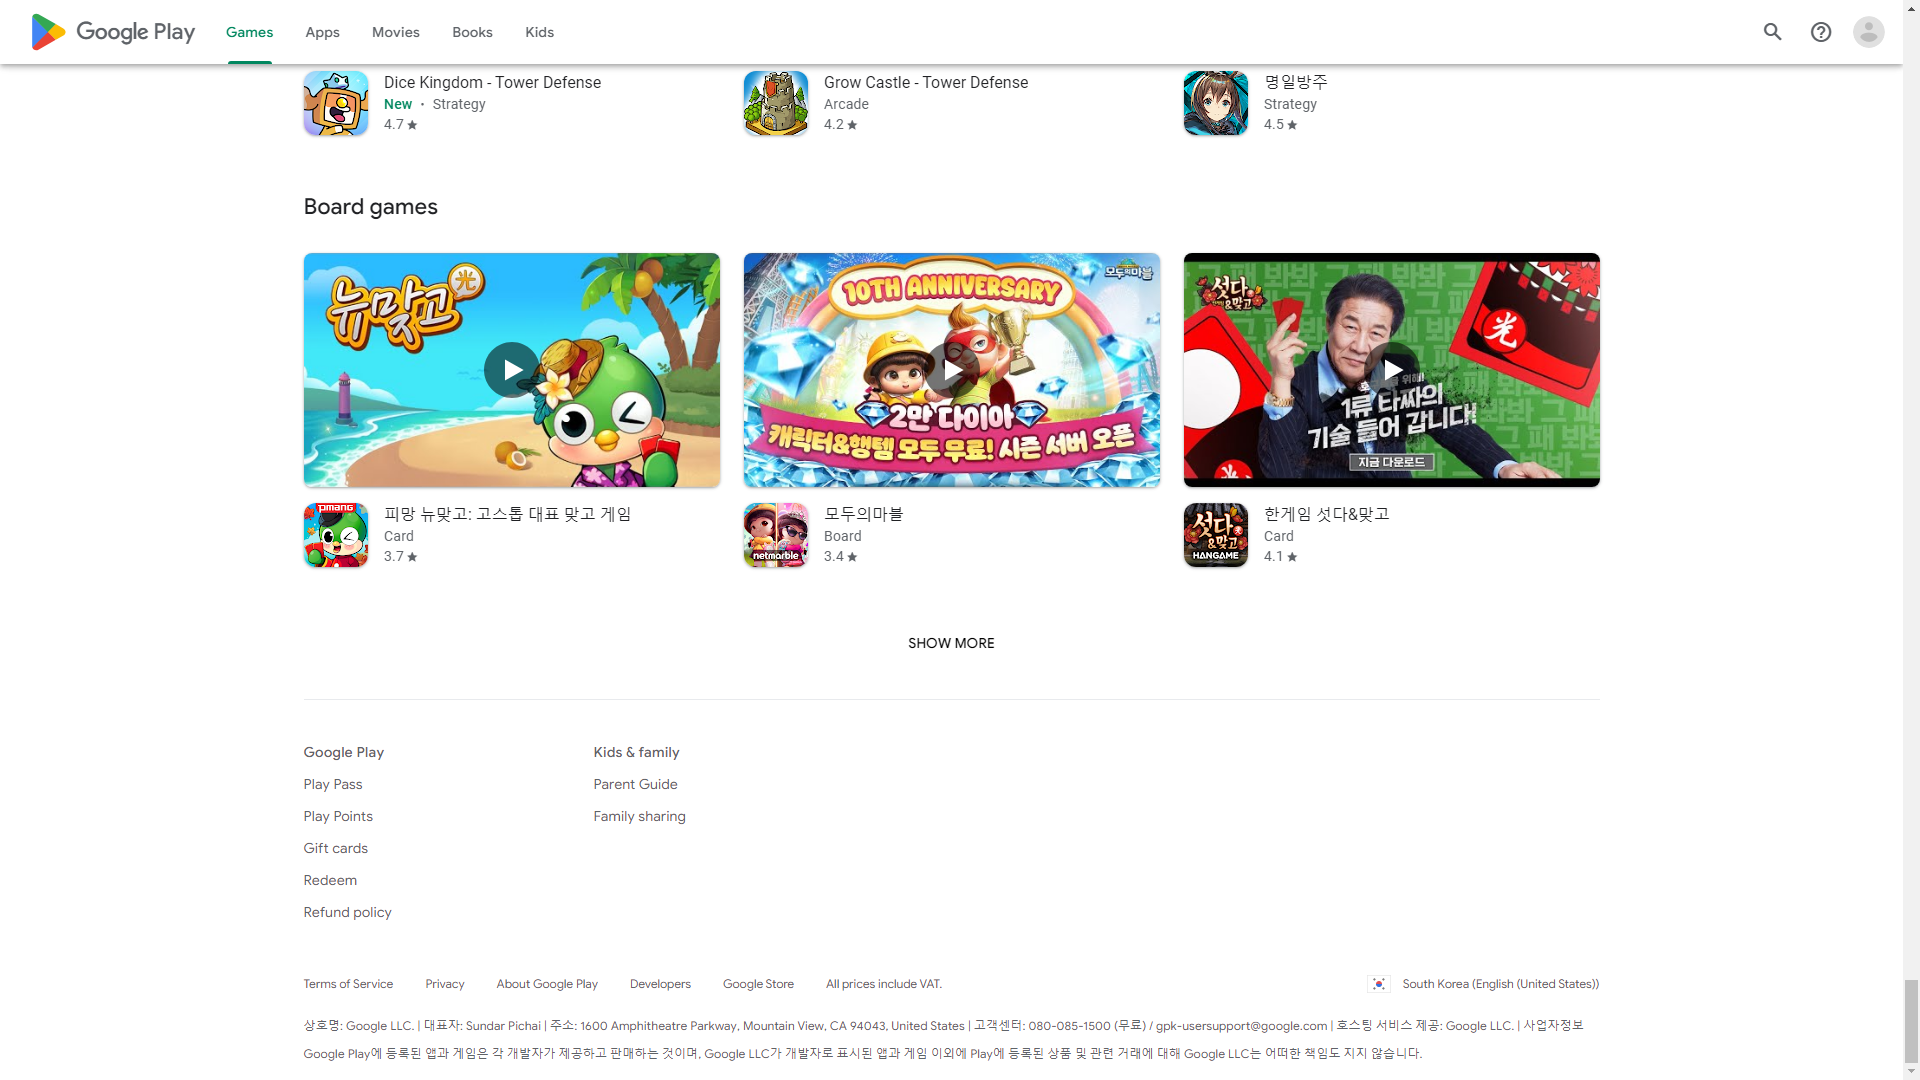 Google Play
Games
Apps
Movies
Books
Kids
Dice Kingdom - Tower Defense
New • Strategy
4.7★
Grow Castle - Tower Defense
Arcade
4.2★
명일방주
Strategy
4.5★
Board games
뉴맞고 光
10TH ANNIVERSARY
모두의마블
2만 다이아
캐릭터&행템 모두 무료! 시즌 서버 오픈
섯다
&맞고
光
1류 타짜의
기술 들어 갑니다!
지금 다운로드
pmang
피망 뉴맞고: 고스톱 대표 맞고 게임
Card
3.7★
netmarble
모두의마블
Board
3.4★
섯다
&맞고
HANGAME
한게임 섯다&맞고
Card
4.1★
SHOW MORE
Google Play
Play Pass
Play Points
Gift cards
Redeem
Refund policy
Kids & family
Parent Guide
Family sharing
Terms of Service
Privacy
About Google Play
Developers
Google Store
All prices include VAT.
South Korea (English (United States))
상호명: Google LLC. | 대표자: Sundar Pichai | 주소: 1600 Amphitheatre Parkway, Mountain View, CA 94043, United States | 고객센터: 080-085-1500 (무료) / gpk-usersupport@google.com | 호스팅 서비스 제공: Google LLC. | 사업자정보
Google Play에 등록된 앱과 게임은 각 개발자가 제공하고 판매하는 것이며, Google LLC가 개발자로 표시된 앱과 게임 이외에 Play에 등록된 상품 및 관련 거래에 대해 Google LLC는 어떠한 책임도 지지 않습니다.